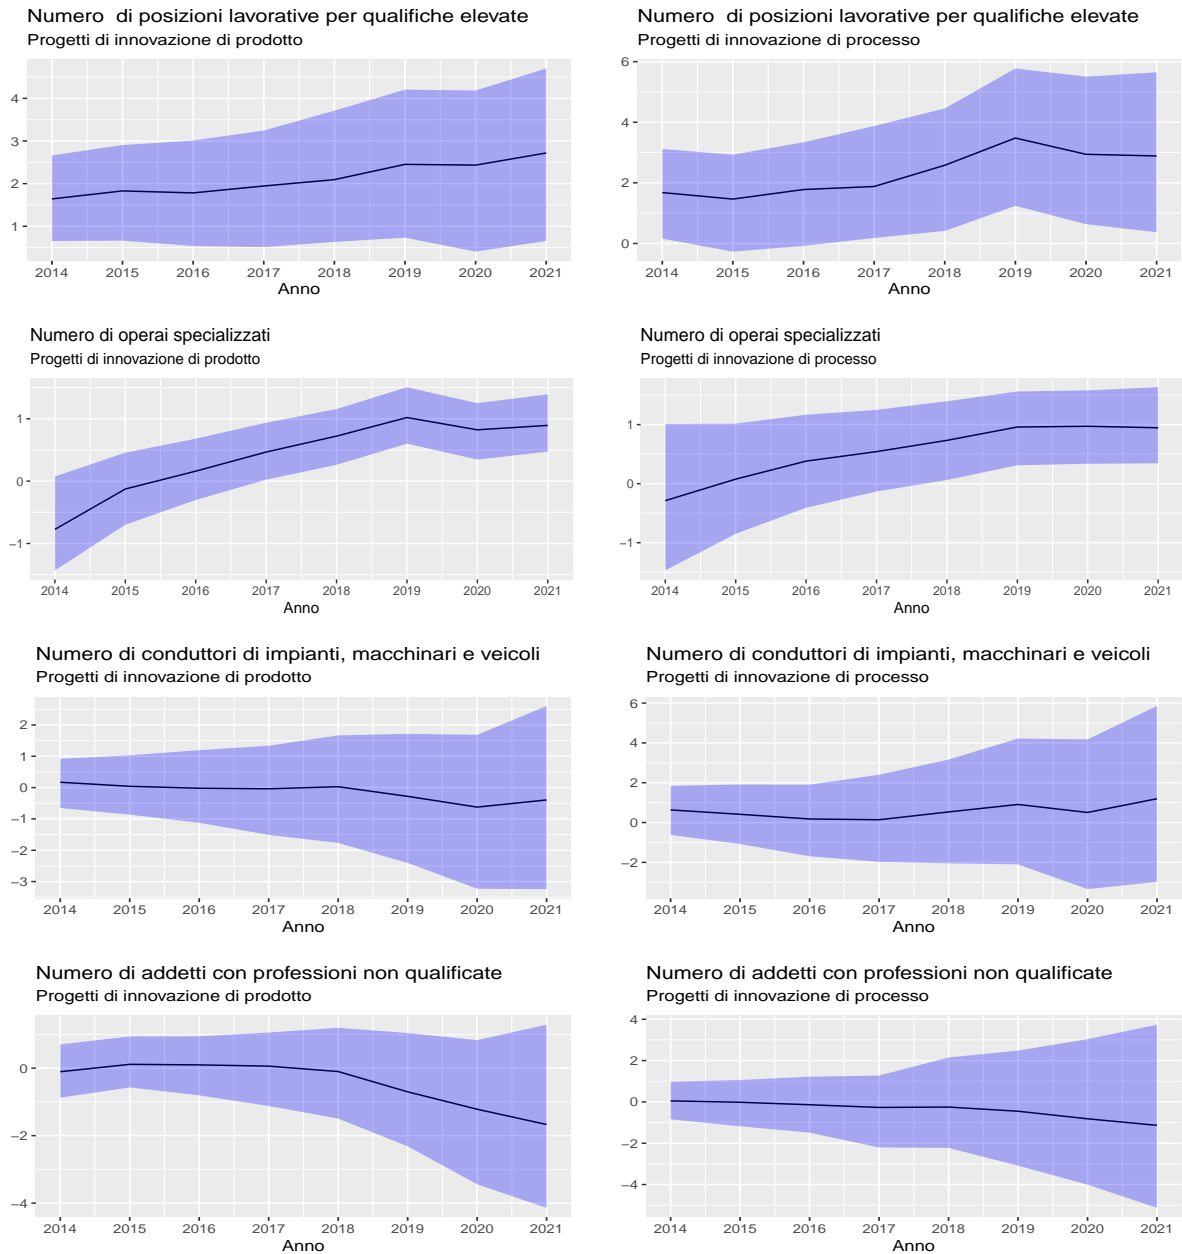 Numero  di posizioni lavorative per qualifiche elevate
Progetti di innovazione di prodotto
4
3
2
1
2014 2015 2016 2017 2018 2019 2020 2021
Anno
Numero  di posizioni lavorative per qualifiche elevate
Progetti di innovazione di processo
6
4
2
0
2014 2015 2016 2017 2018 2019 2020 2021
Anno
Numero di operai specializzati
Progetti di innovazione di prodotto
1
0
−1
2014 2015 2016 2017 2018 2019 2020 2021
Anno
Numero di operai specializzati
Progetti di innovazione di processo
1
0
−1
2014 2015 2016 2017 2018 2019 2020 2021
Anno
Numero di conduttori di impianti, macchinari e veicoli
Progetti di innovazione di prodotto
2
1
0
−1
−2
−3
2014 2015 2016 2017 2018 2019 2020 2021
Anno
Numero di conduttori di impianti, macchinari e veicoli
Progetti di innovazione di processo
6
4
2
0
−2
2014 2015 2016 2017 2018 2019 2020 2021
Anno
Numero di addetti con professioni non qualificate
Progetti di innovazione di prodotto
0
−2
−4
2014 2015 2016 2017 2018 2019 2020 2021
Anno
Numero di addetti con professioni non qualificate
Progetti di innovazione di processo
4
2
0
−2
−4
2014 2015 2016 2017 2018 2019 2020 2021
Anno